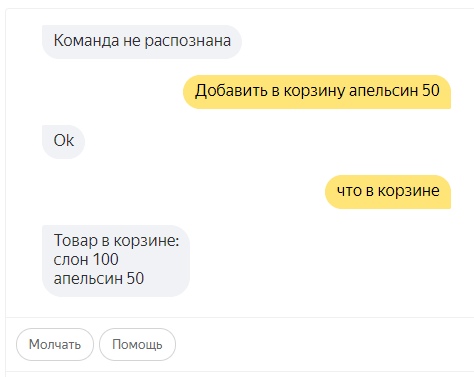 Команда не распознана
Добавить в корзину апельсин 50
Ok
что в корзине
Товар в корзине:
слон 100
апельсин 50
Молчать
Помощь